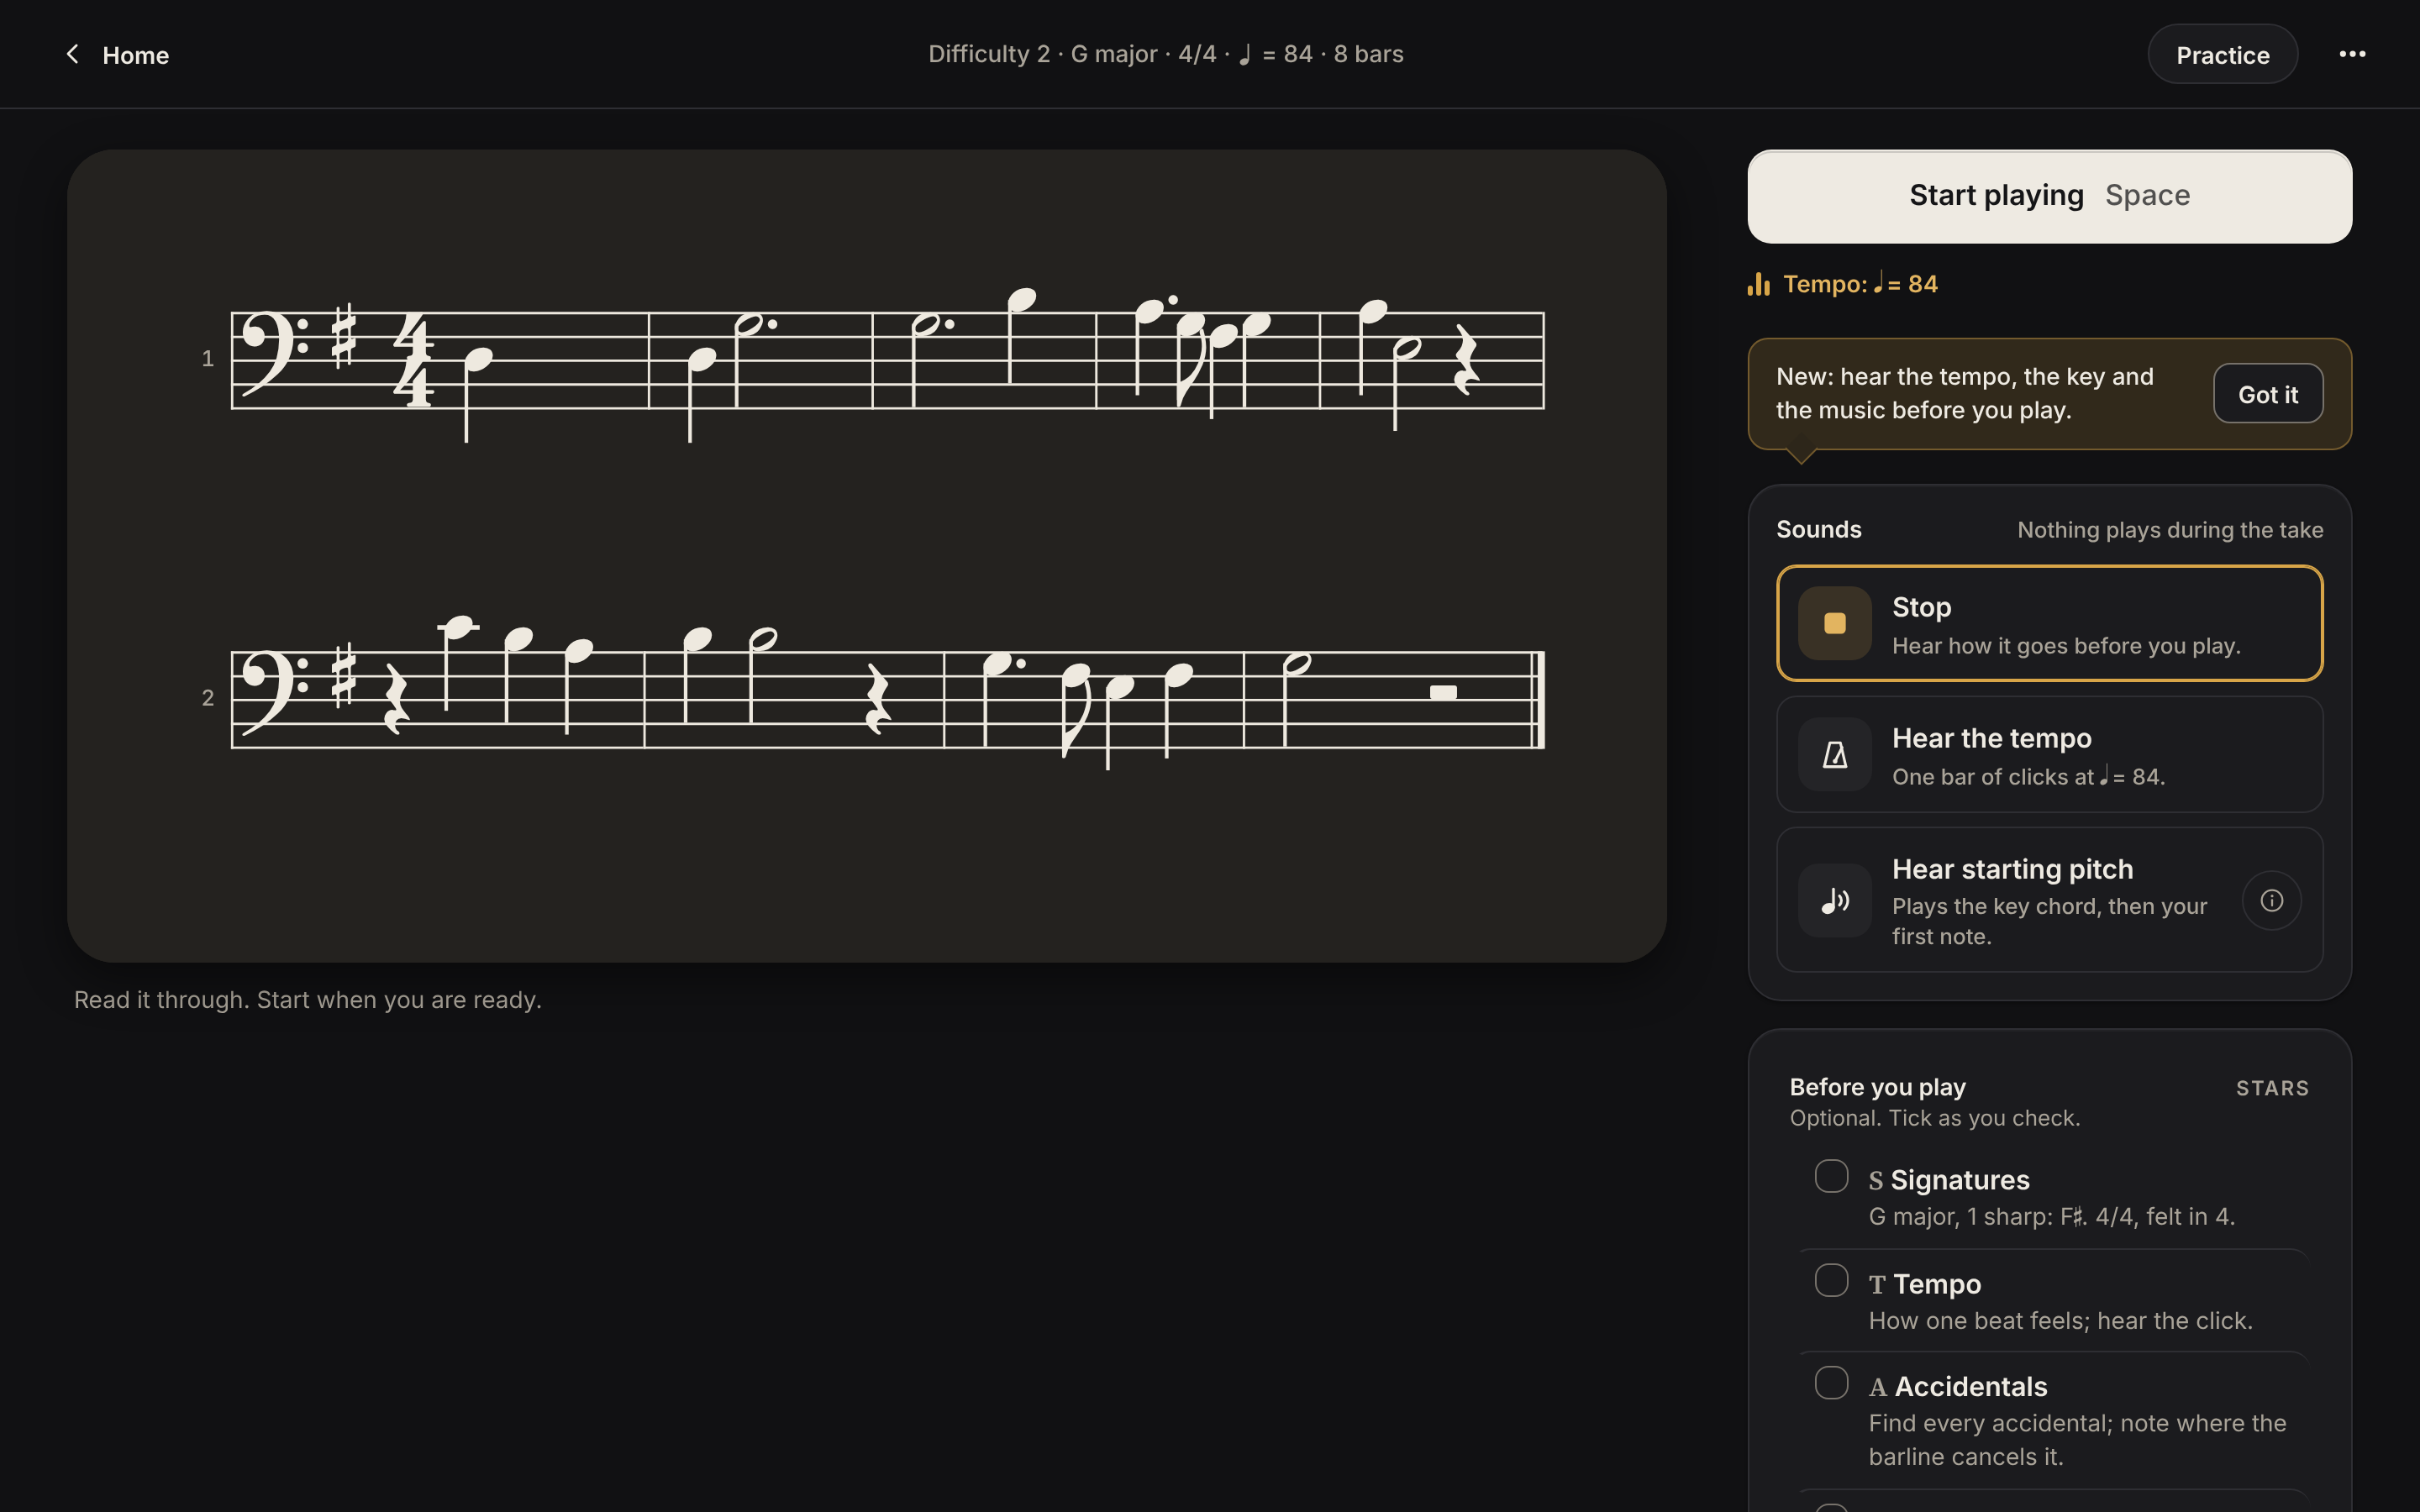 Home
Difficulty 2 · G major · 4/4 · ♩ = 84 · 8 bars
Practice
Start playing Space
Tempo: ♩ = 84
New: hear the tempo, the key and
the music before you play.
Got it
1
4
4
2
Sounds
Nothing plays during the take
Stop
Hear how it goes before you play.
Hear the tempo
One bar of clicks at ♩ = 84.
Hear starting pitch
Plays the key chord, then your
first note.
Read it through. Start when you are ready.
Before you play
STARS
Optional. Tick as you check.
S Signatures
G major, 1 sharp: F♯. 4/4, felt in 4.
T Tempo
How one beat feels; hear the click.
A Accidentals
Find every accidental; note where the
barline cancels it.